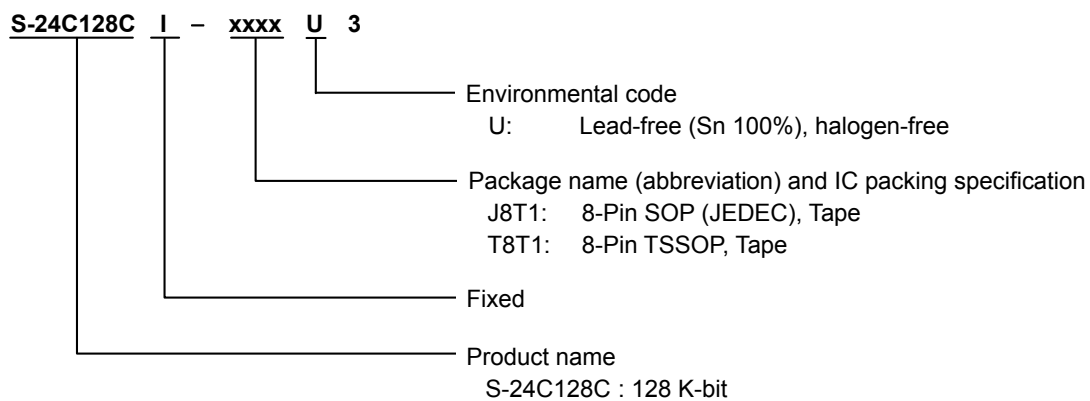 S-24C128C I – xxxx U 3
Environmental code
U: Lead-free (Sn 100%), halogen-free
Package name (abbreviation) and IC packing specification
J8T1: 8-Pin SOP (JEDEC), Tape
T8T1: 8-Pin TSSOP, Tape
Fixed
Product name
S-24C128C : 128 K-bit